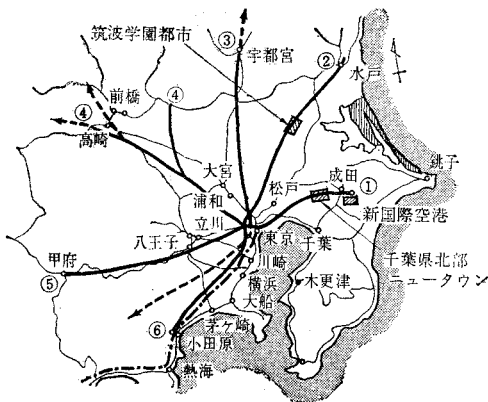 筑波学園都市
③
宇都宮
②
水戸
前橋
④
④
高崎
大宮
浦和
松戸
成田
①
銚子
新国際空港
立川
八王子
東京
千葉
千葉県北部
ニュータウン
甲府
⑤
川崎
横浜
大船
木更津
茅ヶ崎
⑥
小田原
熱海